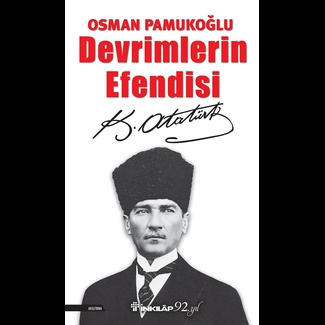 OSMAN PAMUKOĞLU
Devrimlerin
Efendisi
K. Atatürk
İNKILÂP 92.yıl